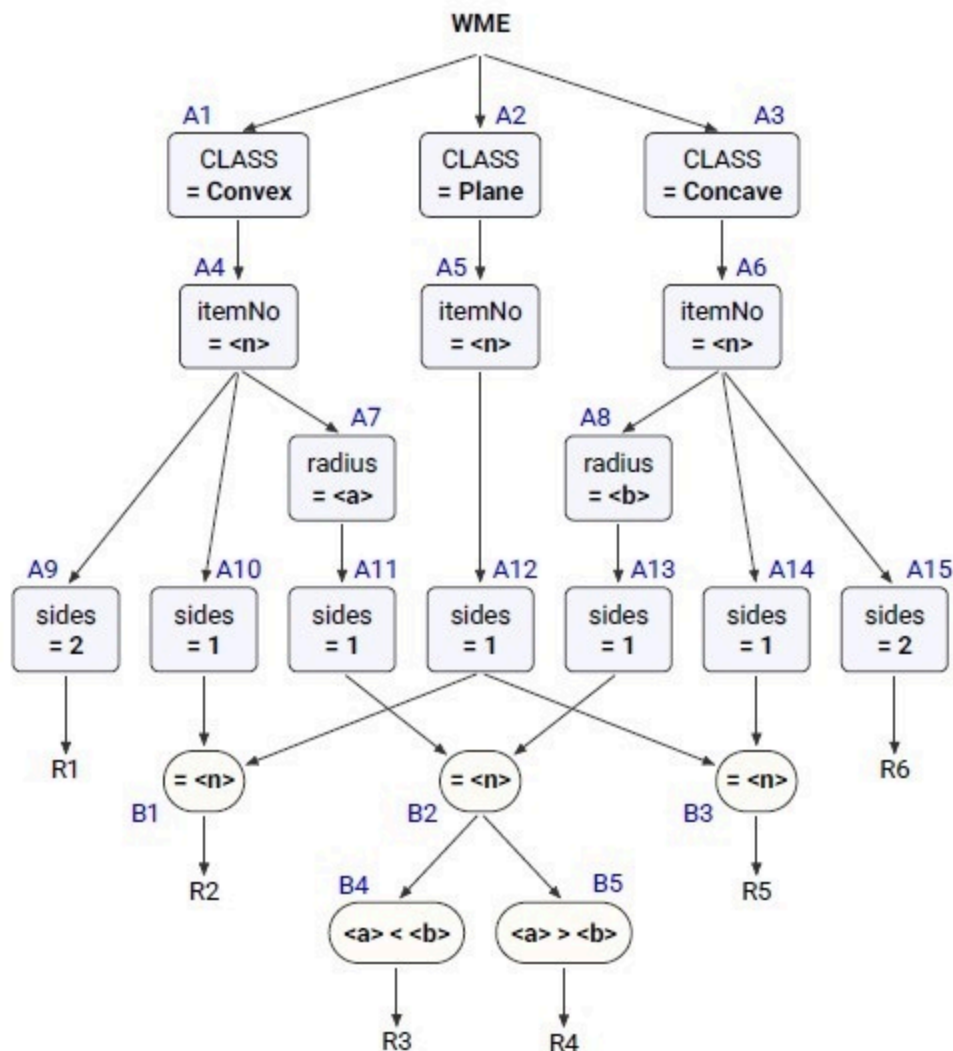 WME
A1
A2
A3
CLASS
= Convex
CLASS
= Plane
CLASS
= Concave
A4
A5
A6
itemNo
= <n>
itemNo
= <n>
itemNo
= <n>
A7
A8
radius
= <a>
radius
= <b>
A9
A10
A11
A12
A13
A14
A15
sides
= 2
sides
= 1
sides
= 1
sides
= 1
sides
= 1
sides
= 1
sides
= 2
R1
= <n>
= <n>
= <n>
R6
B1
B2
B3
R2
B4
B5
R5
<a> < <b>
<a> > <b>
R3
R4